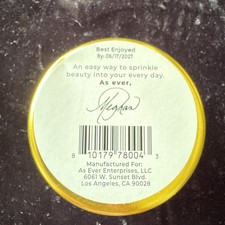 Best Enjoyed
By: 06/17/2027
An easy way to sprinkle
beauty into your every day.
As ever,
Meghan
8 10179 78004 3
Manufactured For:
As Ever Enterprises, LLC
6061 W. Sunset Blvd.
Los Angeles, CA 90028